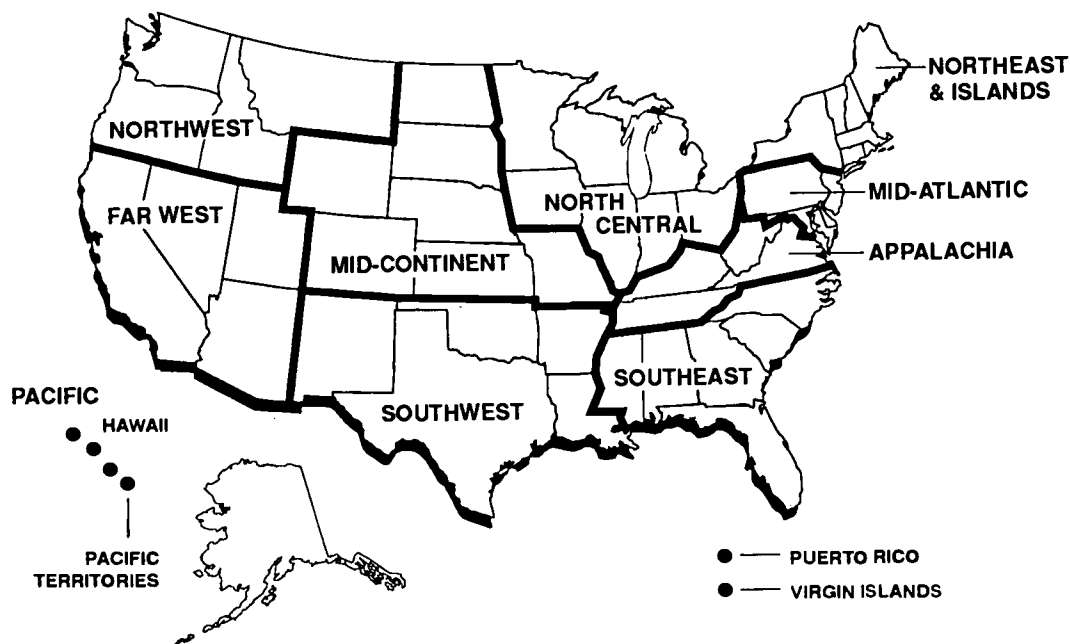 NORTHEAST
& ISLANDS
NORTHWEST
MID-ATLANTIC
FAR WEST
NORTH
CENTRAL
APPALACHIA
MID-CONTINENT
SOUTHEAST
PACIFIC
SOUTHWEST
HAWAII
PACIFIC
TERRITORIES
PUERTO RICO
VIRGIN ISLANDS